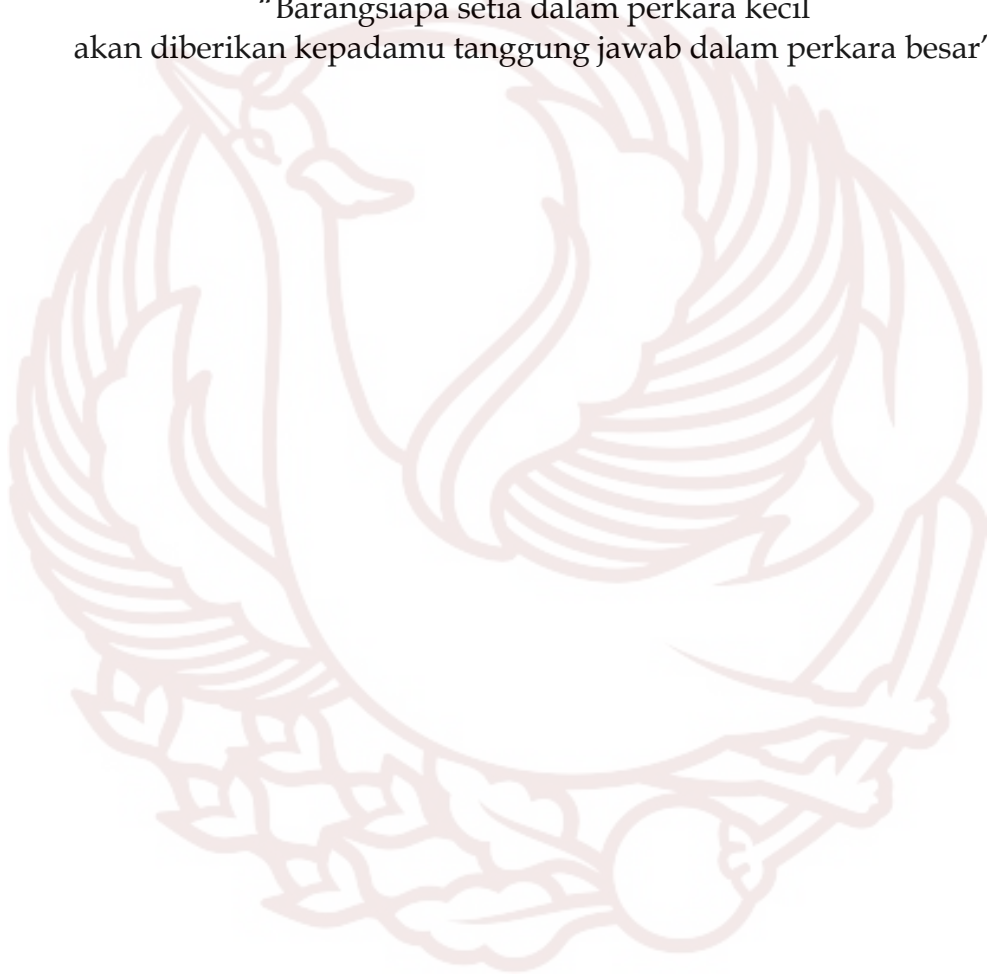 "Barangsiapa setia dalam perkara kecil
akan diberikan kepadamu tanggung jawab dalam perkara besar"